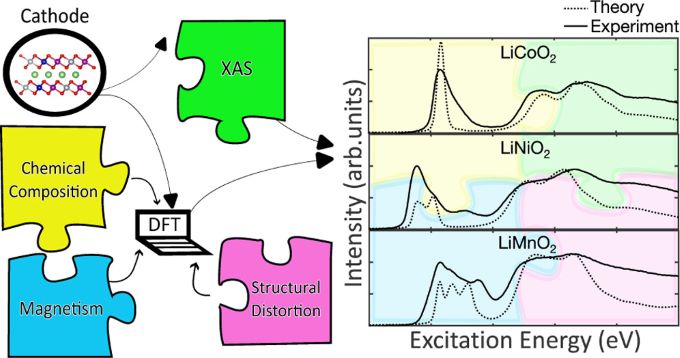 Cathode
XAS
Chemical
Composition
DFT
Magnetism
Structural
Distortion
Theory
Experiment
LiCoO₂
LiNiO₂
LiMnO₂
Intensity (arb.units)
Excitation Energy (eV)